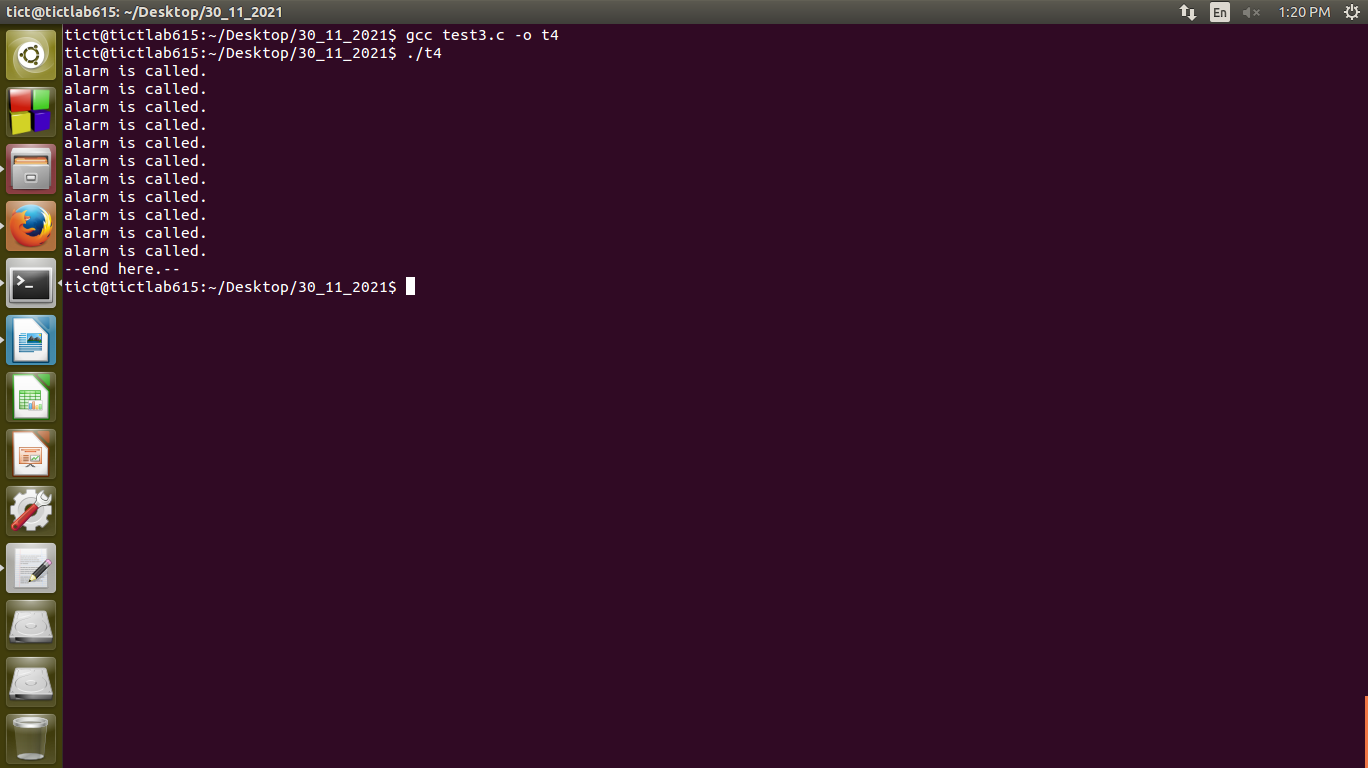 tict@tictlab615: ~/Desktop/30_11_2021
En
1:20 PM
tict@tictlab615:~/Desktop/30_11_2021$ gcc test3.c -o t4
tict@tictlab615:~/Desktop/30_11_2021$ ./t4
alarm is called.
alarm is called.
alarm is called.
alarm is called.
alarm is called.
alarm is called.
alarm is called.
alarm is called.
alarm is called.
alarm is called.
alarm is called.
--end here.--
tict@tictlab615:~/Desktop/30_11_2021$